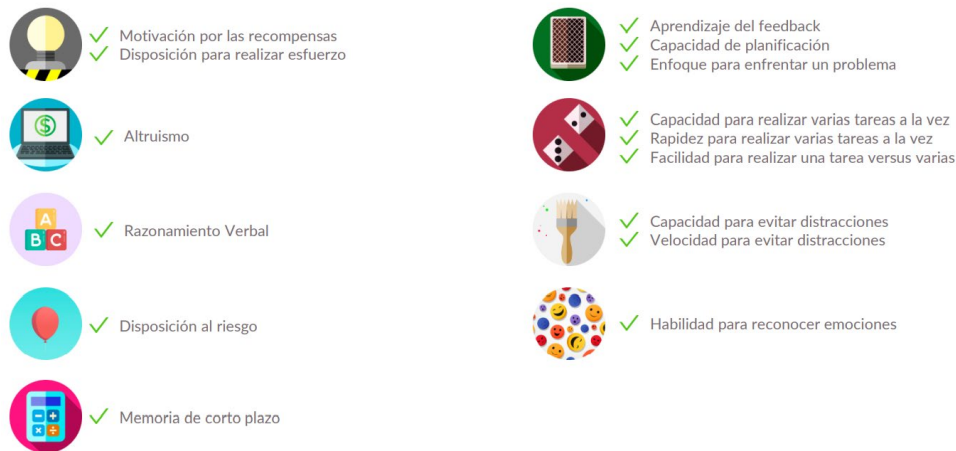 Motivación por las recompensas
Disposición para realizar esfuerzo
Altruismo
A
B C
Razonamiento Verbal
Disposición al riesgo
Memoria de corto plazo
Aprendizaje del feedback
Capacidad de planificación
Enfoque para enfrentar un problema
Capacidad para realizar varias tareas a la vez
Rapidez para realizar varias tareas a la vez
Facilidad para realizar una tarea versus varias
Capacidad para evitar distracciones
Velocidad para evitar distracciones
Habilidad para reconocer emociones